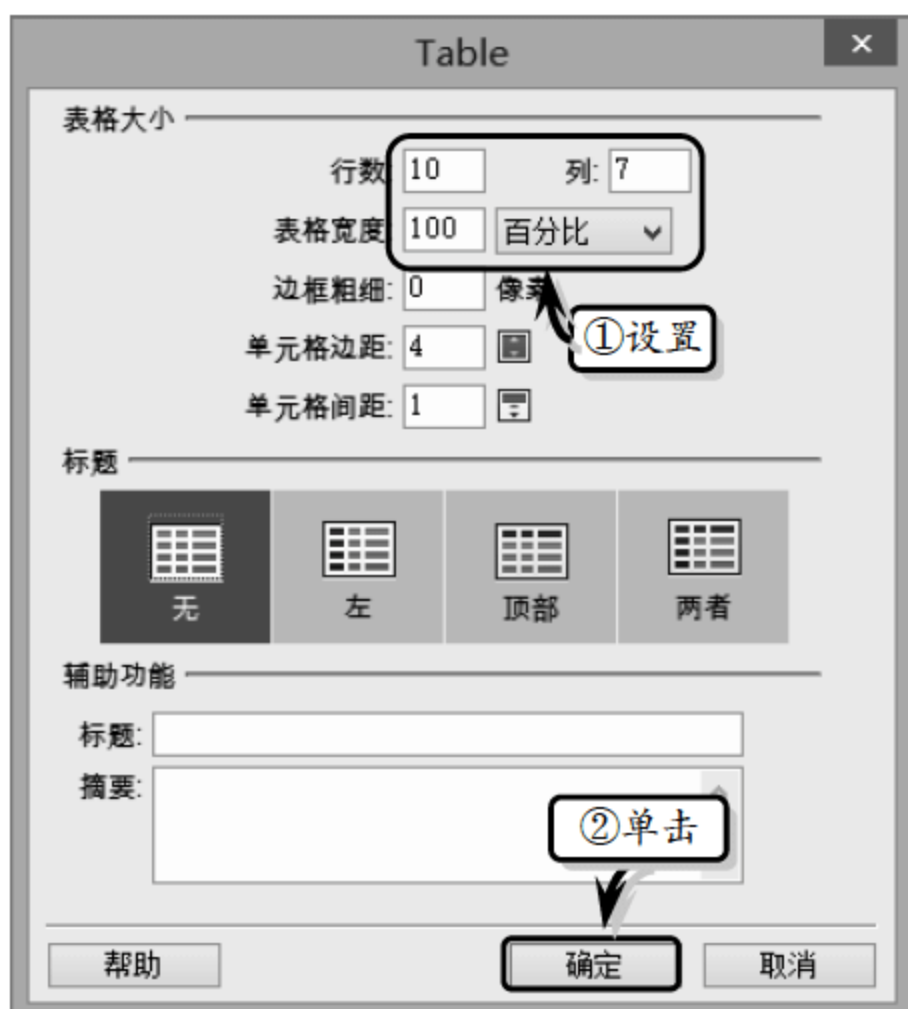 Table
表格大小
行数 10 列: 7
表格宽度 100 百分比
边框粗细: 0 像素
①设置
单元格边距: 4
单元格间距: 1
标题
无 左 顶部 两者
辅助功能
标题:
摘要:
②单击
帮助 确定 取消